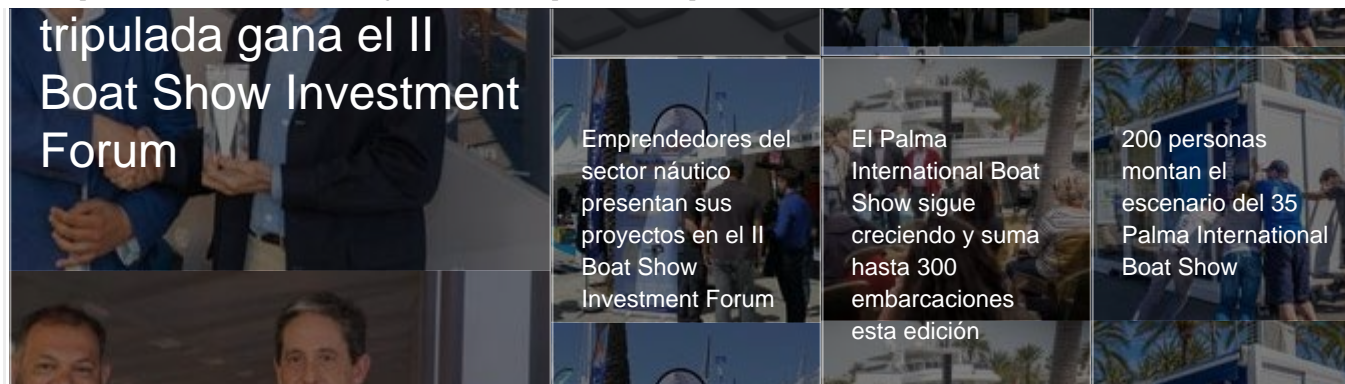 tripulada gana el II
Boat Show Investment
Forum
Emprendedores del
sector náutico
presentan sus
proyectos en el II
Boat Show
Investment Forum
El Palma
International Boat
Show sigue
creciendo y suma
hasta 300
embarcaciones
esta edición
200 personas
montan el
escenario del 35
Palma International
Boat Show